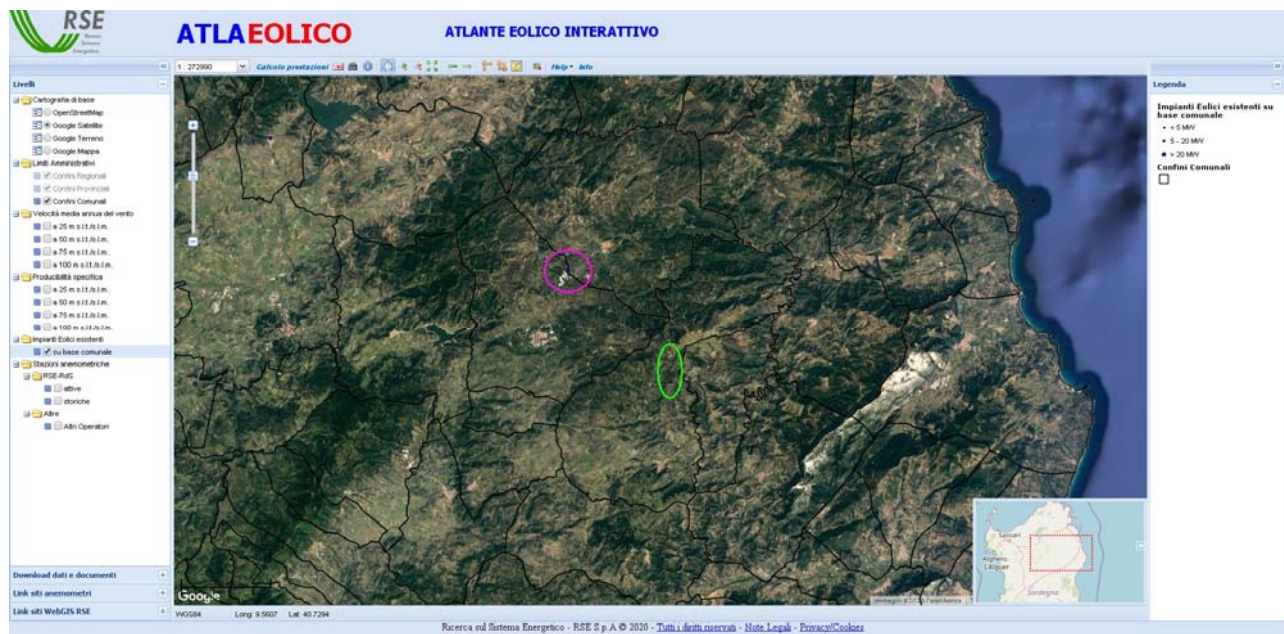 RSE
Ricerca
Sistema
Energetico
ATLAEOLICO
ATLANTE EOLICO INTERATTIVO
1 : 272990
Calcolo prestazioni
Help
Info
Livelli
Cartografia di base
OpenStreetMap
Google Satellite
Google Terreno
Google Mappa
Limiti Amministrativi
Confini Regionali
Confini Provinciali
Confini Comunali
Velocità media annua del vento
a 25 m s.l.t./s.l.m.
a 50 m s.l.t./s.l.m.
a 75 m s.l.t./s.l.m.
a 100 m s.l.t./s.l.m.
Producibilità specifica
a 25 m s.l.t./s.l.m.
a 50 m s.l.t./s.l.m.
a 75 m s.l.t./s.l.m.
a 100 m s.l.t./s.l.m.
Impianti Eolici esistenti
su base comunale
Stazioni anemometriche
RSE-RdS
attive
storiche
Altre
Altri Operatori
Download dati e documenti
Link siti anemometri
Link siti WebGIS RSE
Google
WGS84 Long: 9.5607 Lat: 40.7294
Legenda
Impianti Eolici esistenti su
base comunale
< 5 MW
5 - 20 MW
> 20 MW
Confini Comunali
Sassari
Alghero -
L'Alguer
Sardegna
Ricerca sul Sistema Energetico - RSE S.p.A © 2020 - Tutti i diritti riservati - Note Legali - Privacy/Cookies